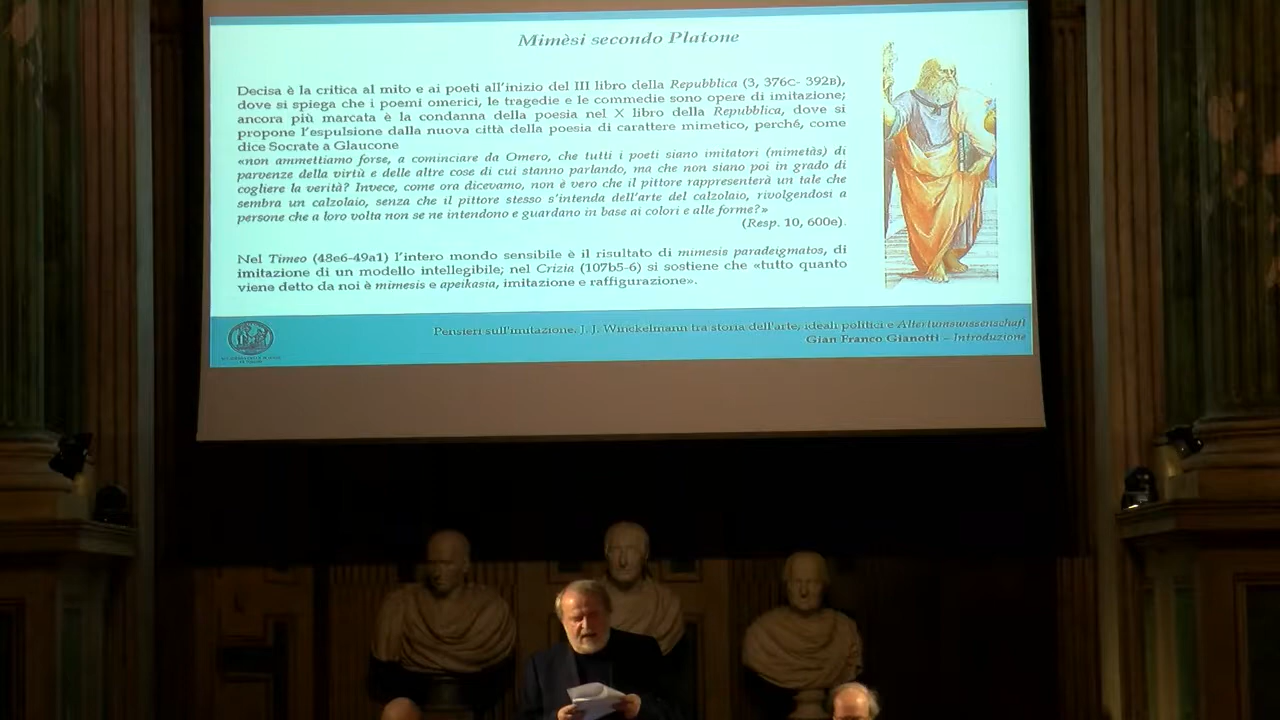 Mimèsi secondo Platone
Decisa è la critica al mito e ai poeti all'inizio del III libro della Repubblica (3, 376c- 392b),
dove si spiega che i poemi omerici, le tragedie e le commedie sono opere di imitazione;
ancora più marcata è la condanna della poesia nel X libro della Repubblica, dove si
propone l'espulsione dalla nuova città della poesia di carattere mimetico, perché, come
dice Socrate a Glaucone
«non ammettiamo forse, a cominciare da Omero, che tutti i poeti siano imitatori (mimetàs) di
parvenze della virtù e delle altre cose di cui stanno parlando, ma che non siano poi in grado di
cogliere la verità? Invece, come ora dicevamo, non è vero che il pittore rappresenterà un tale che
sembra un calzolaio, senza che il pittore stesso s'intenda dell'arte del calzolaio, rivolgendosi a
persone che a loro volta non se ne intendono e guardano in base ai colori e alle forme?»
(Resp. 10, 600e).
Nel Timeo (48e6-49a1) l'intero mondo sensibile è il risultato di mimesis paradeigmatos, di
imitazione di un modello intellegibile; nel Crizia (107b5-6) si sostiene che «tutto quanto
viene detto da noi è mimesis e apeikasia, imitazione e raffigurazione».
Pensieri sull'imitazione. J. J. Winckelmann tra storia dell'arte, ideali politici e Altertumswissenschaft
Gian Franco Gianotti – Introduzione